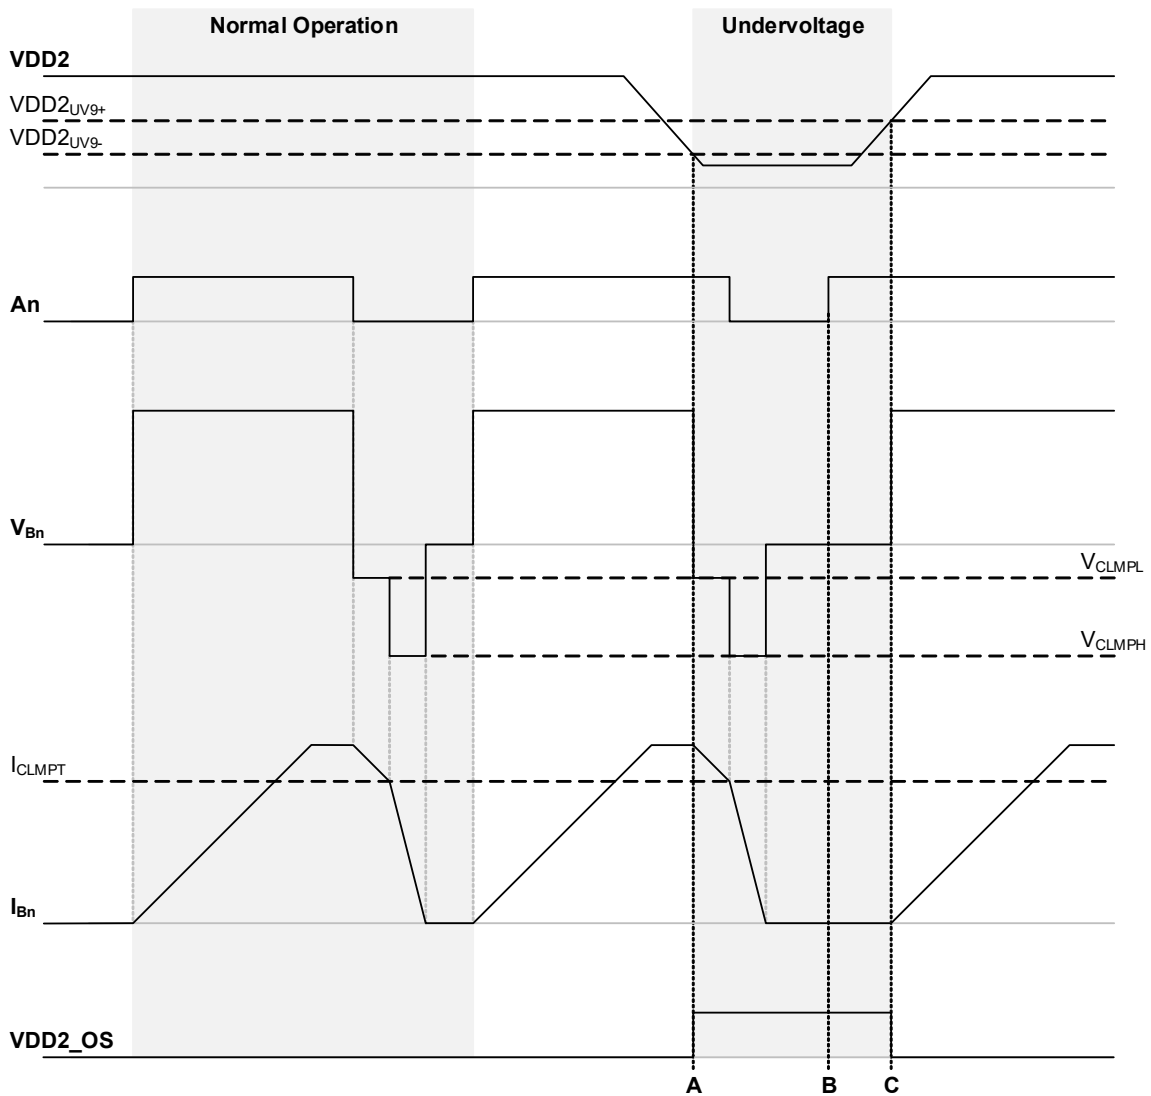 Normal Operation
Undervoltage
VDD2
VDD2UV9+
VDD2UV9-
An
VBn
VCLMPL
VCLMPH
ICLMPT
IBn
VDD2_OS
A
B
C